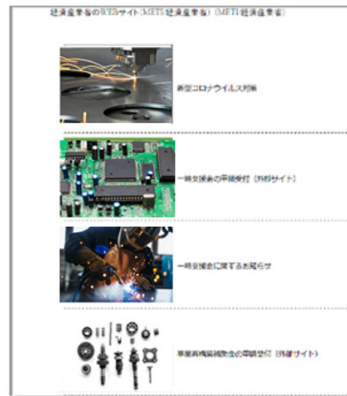 経済産業省のWEBサイト(METI/経済産業省) (METI/経済産業省)
新型コロナウイルス対策
一時支援金の申請受付 (外部サイト)
一時支援金に関するお知らせ
事業再構築補助金の申請受付 (外部サイト)